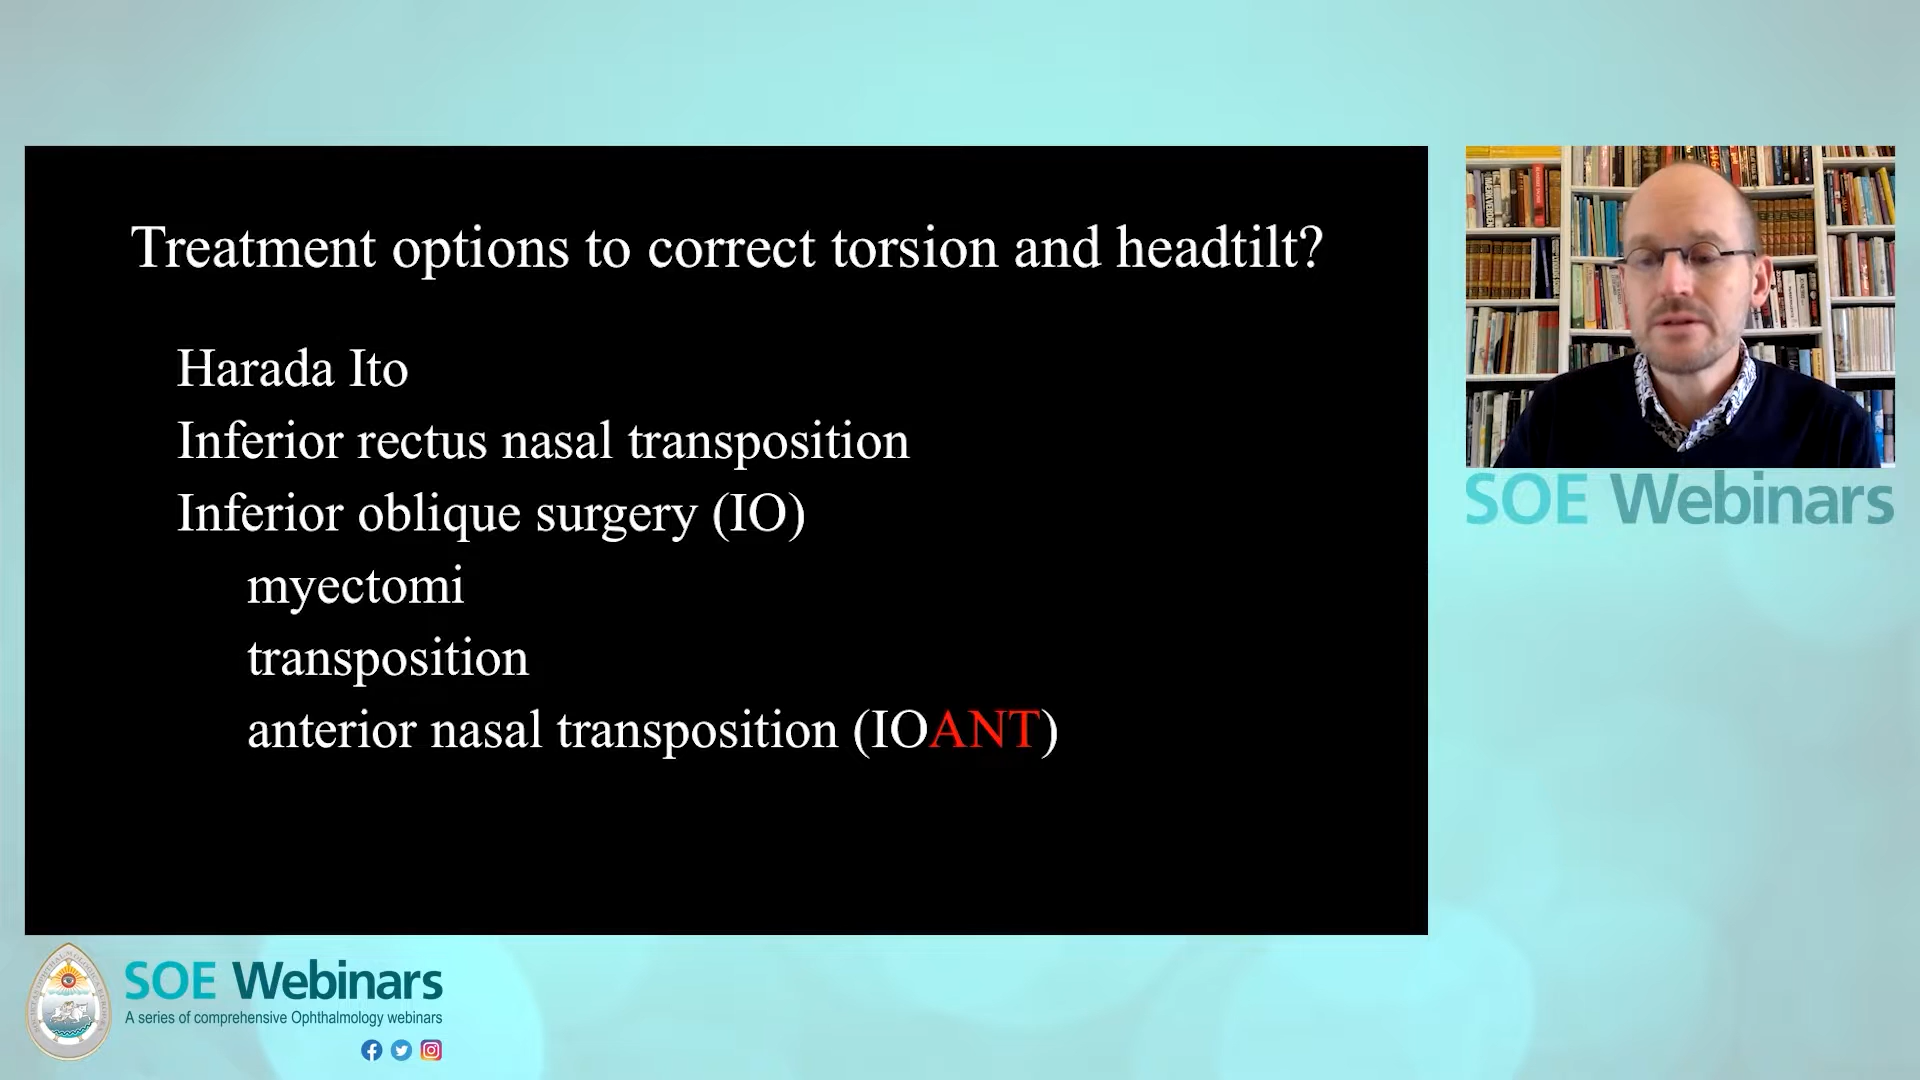 Treatment options to correct torsion and headtilt?
Harada Ito
Inferior rectus nasal transposition
Inferior oblique surgery (IO)
myectomi
transposition
anterior nasal transposition (IOANT)
SOE Webinars
SOE Webinars
A series of comprehensive Ophthalmology webinars